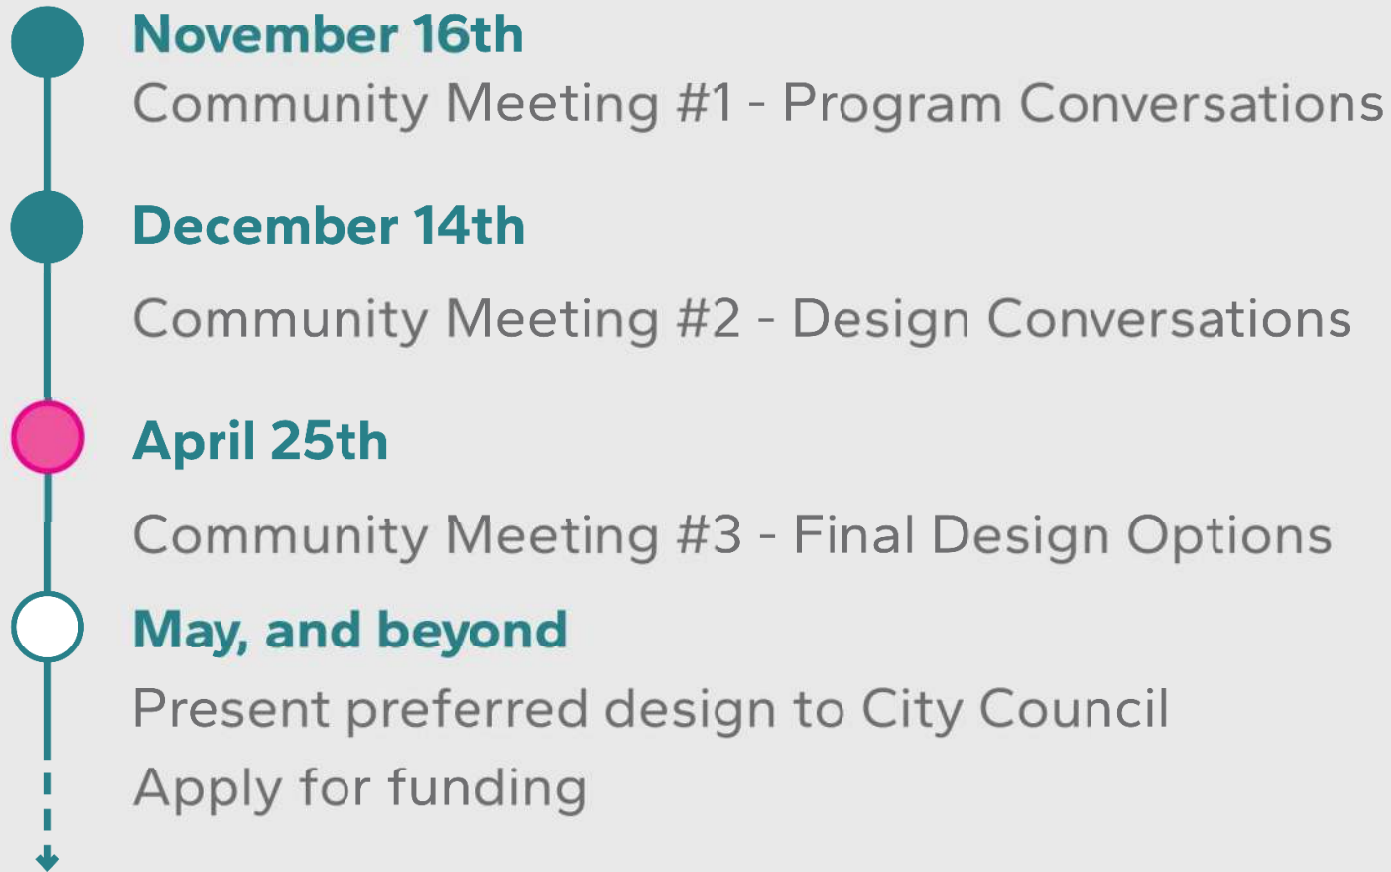 November 16th
Community Meeting #1 - Program Conversations
December 14th
Community Meeting #2 - Design Conversations
April 25th
Community Meeting #3 - Final Design Options
May, and beyond
Present preferred design to City Council
Apply for funding